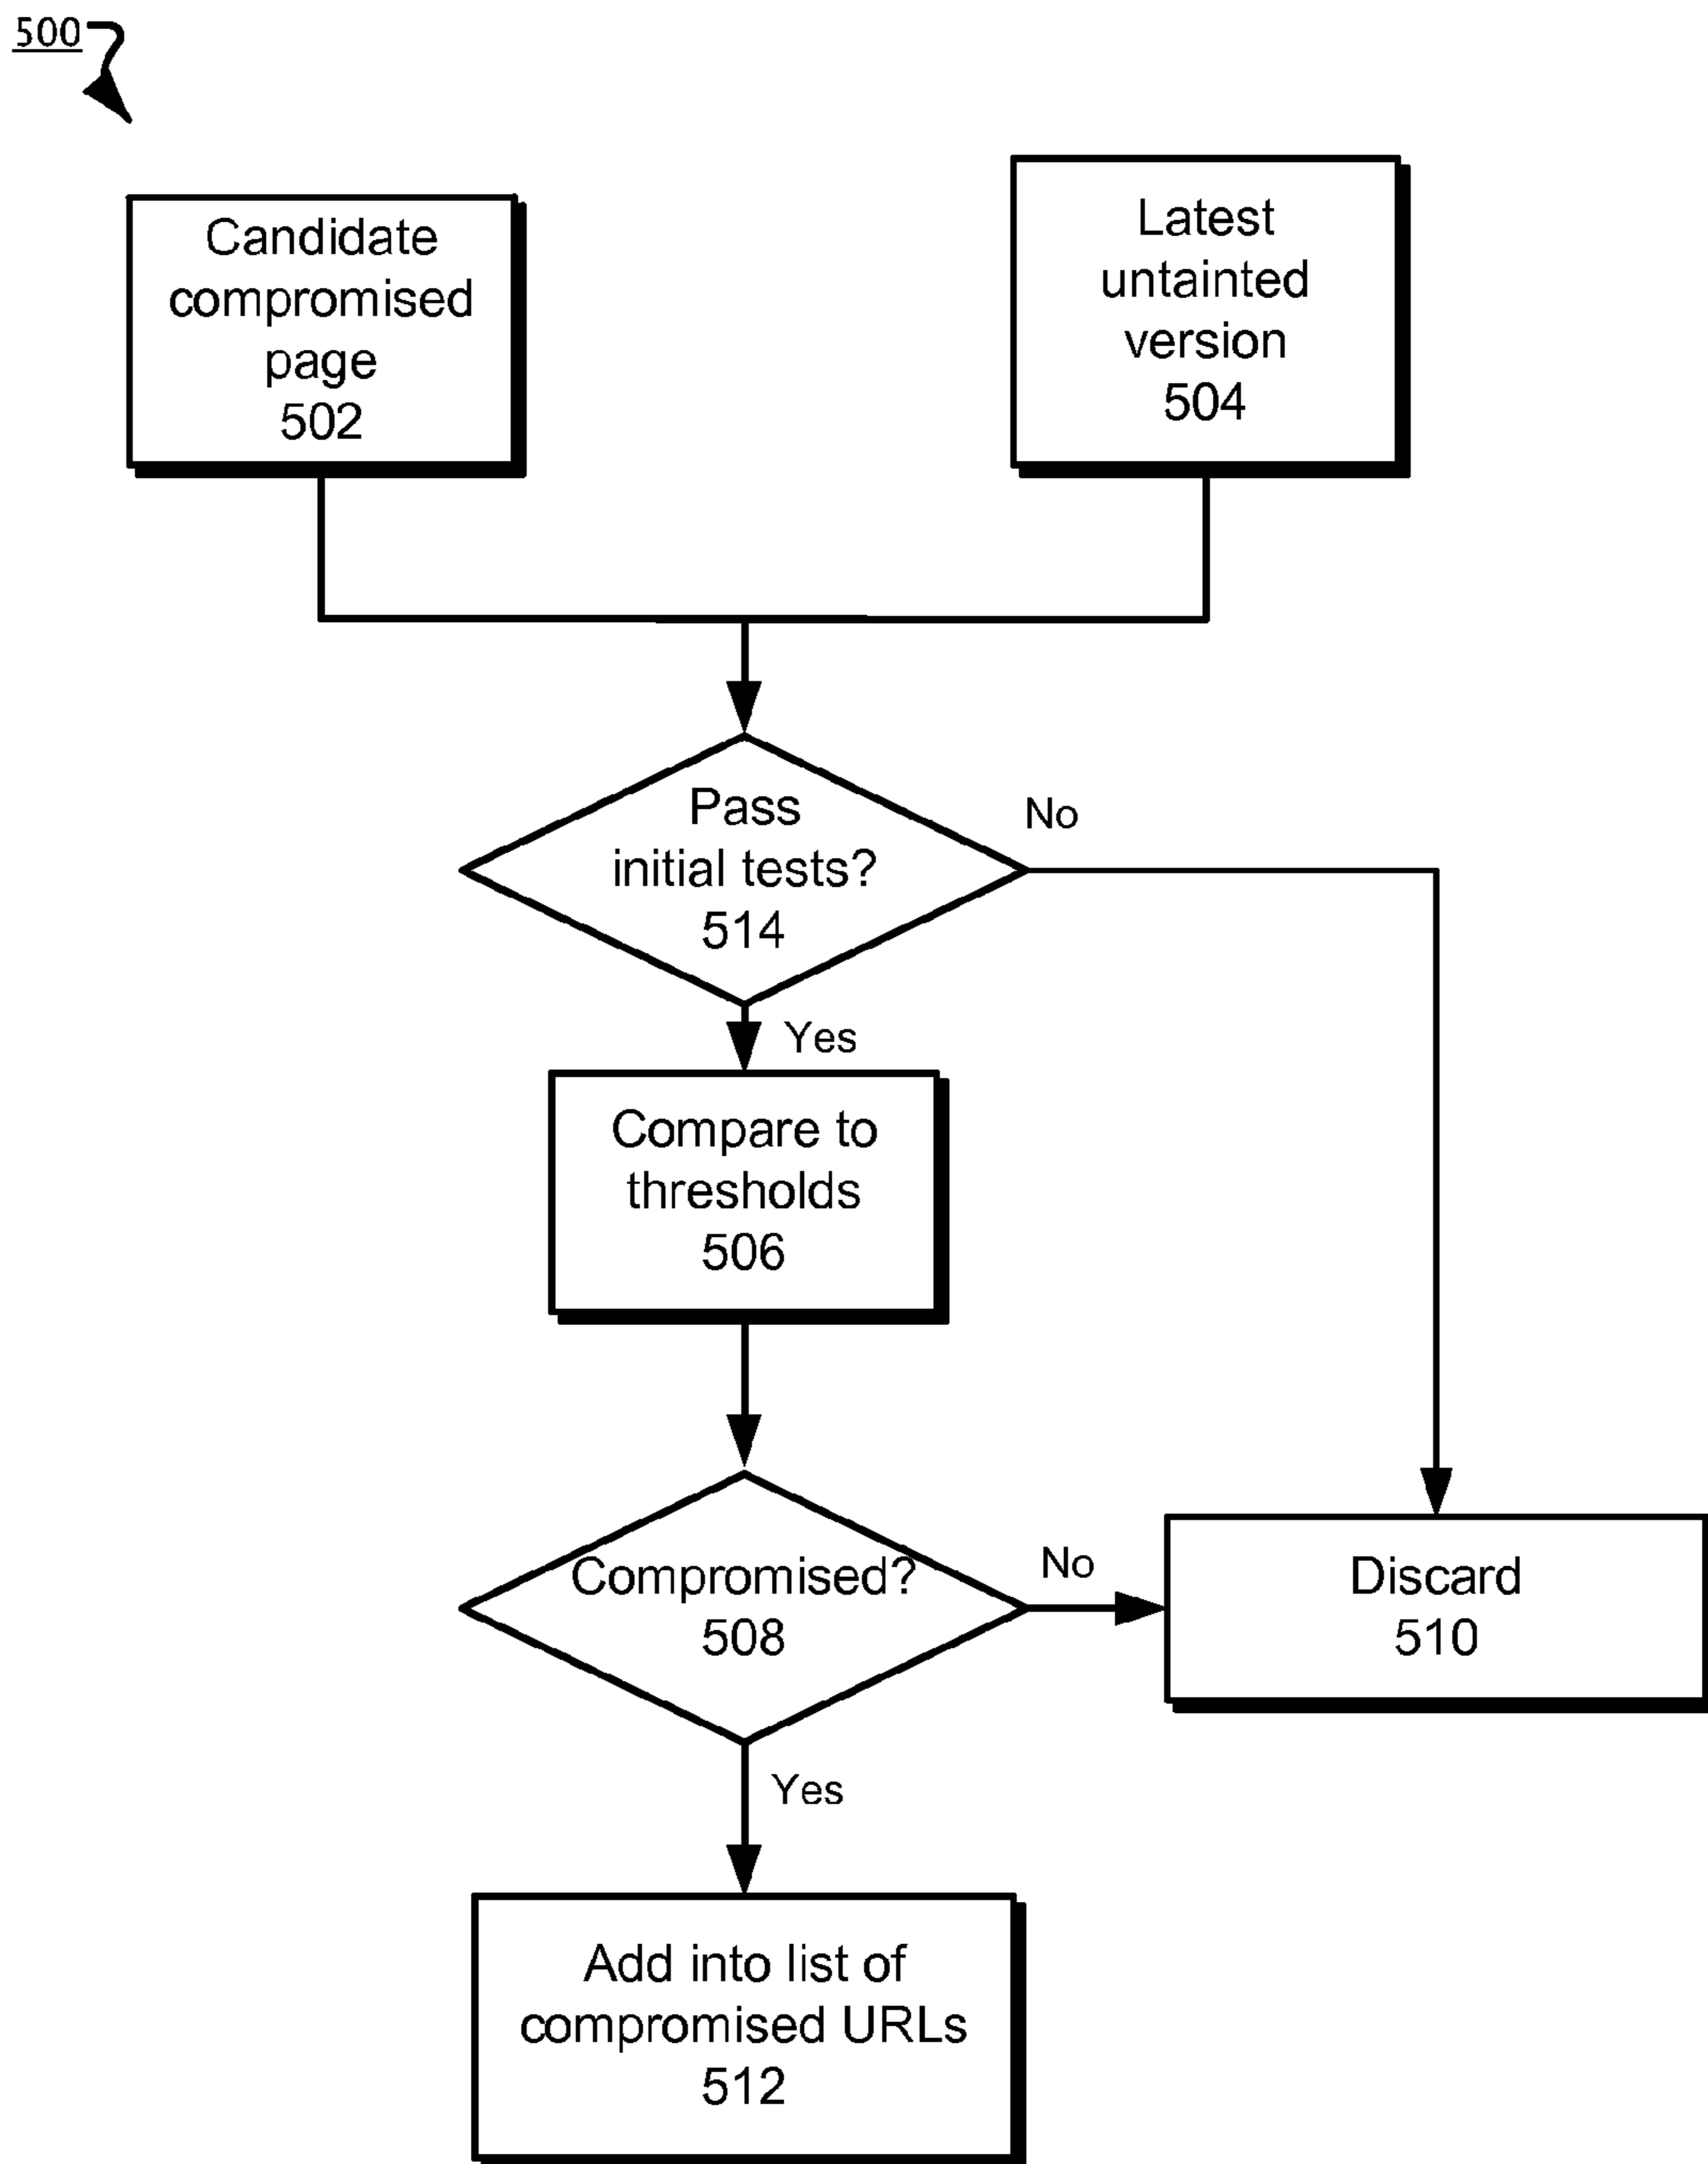 500
Candidate
compromised
page
502
Latest
untainted
version
504
Pass
initial tests?
514
No
Yes
Compare to
thresholds
506
Compromised?
508
No
Discard
510
Yes
Add into list of
compromised URLs
512